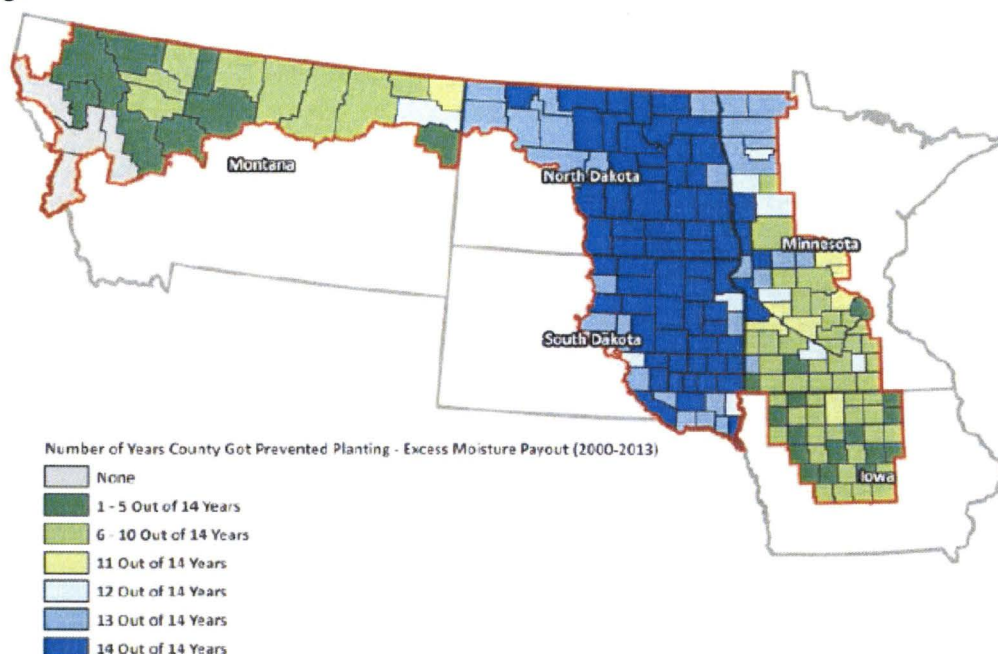 Montana
North Dakota
Minnesota
South Dakota
Iowa
Number of Years County Got Prevented Planting - Excess Moisture Payout (2000-2013)
None
1 - 5 Out of 14 Years
6 - 10 Out of 14 Years
11 Out of 14 Years
12 Out of 14 Years
13 Out of 14 Years
14 Out of 14 Years